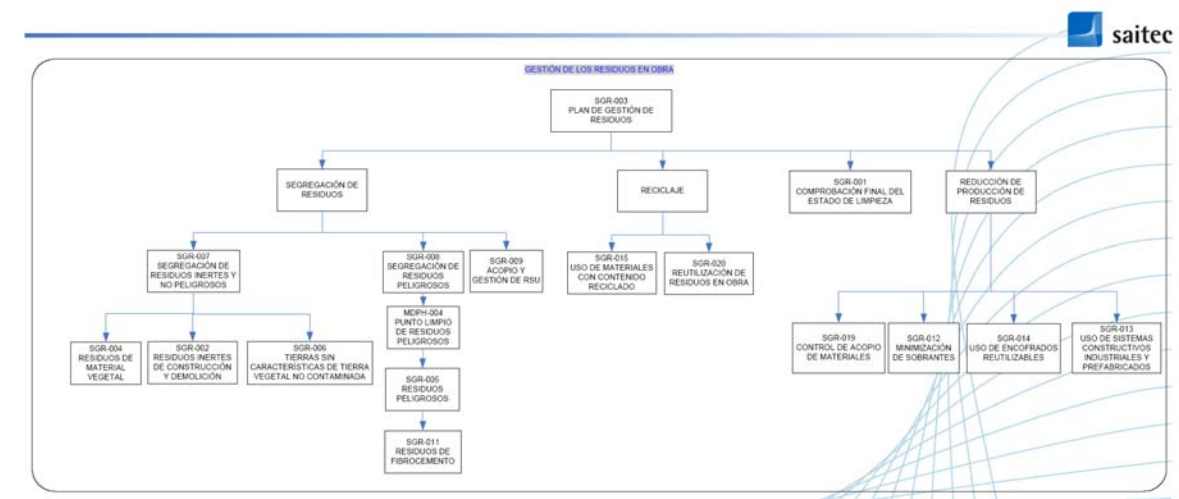 saitec
GESTIÓN DE LOS RESIDUOS EN OBRA
SGR-003
PLAN DE GESTIÓN DE
RESIDUOS
SEGREGACIÓN DE
RESIDUOS
RECICLAJE
SGR-001
COMPROBACIÓN FINAL DEL
ESTADO DE LIMPIEZA
REDUCCIÓN DE
PRODUCCIÓN DE
RESIDUOS
SGR-007
SEGREGACIÓN DE
RESIDUOS INERTES Y
NO PELIGROSOS
SGR-008
SEGREGACIÓN DE
RESIDUOS
PELIGROSOS
SGR-009
ACOPIO Y
GESTIÓN DE RSU
SGR-015
USO DE MATERIALES
CON CONTENIDO
RECICLADO
SGR-020
REUTILIZACIÓN DE
RESIDUOS EN OBRA
MDPH-004
PUNTO LIMPIO
DE RESIDUOS
PELIGROSOS
SGR-004
RESIDUOS DE
MATERIAL
VEGETAL
SGR-002
RESIDUOS INERTES
DE CONSTRUCCIÓN
Y DEMOLICIÓN
SGR-006
TIERRAS SIN
CARACTERÍSTICAS DE TIERRA
VEGETAL NO CONTAMINADA
SGR-005
RESIDUOS
PELIGROSOS
SGR-011
RESIDUOS DE
FIBROCEMENTO
SGR-019
CONTROL DE ACOPIO
DE MATERIALES
SGR-012
MINIMIZACIÓN
DE SOBRANTES
SGR-014
USO DE ENCOFRADOS
REUTILIZABLES
SGR-013
USO DE SISTEMAS
CONSTRUCTIVOS
INDUSTRIALES Y
PREFABRICADOS